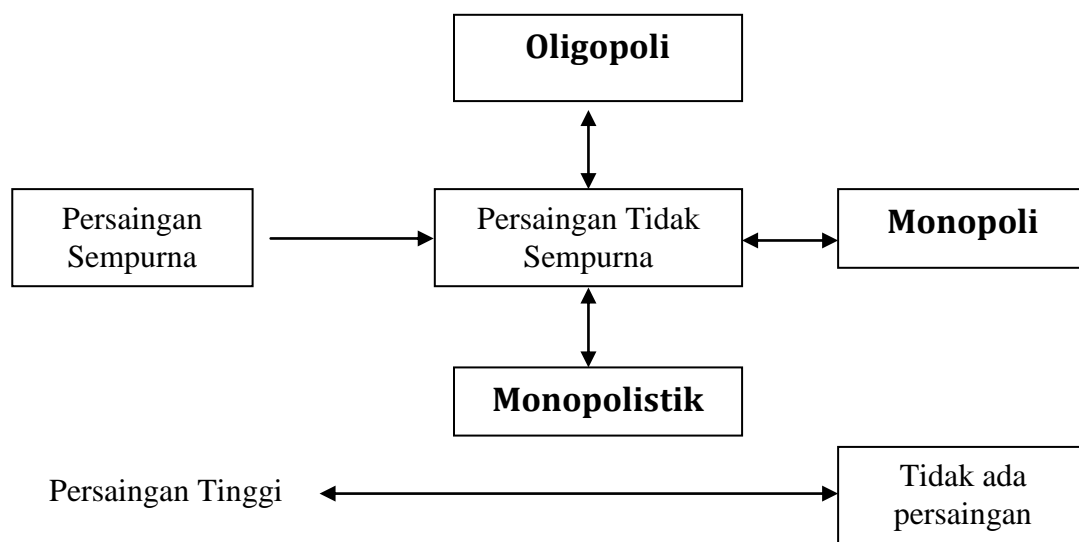 Oligopoli
Persaingan
Sempurna
Persaingan Tidak
Sempurna
Monopoli
Monopolistik
Persaingan Tinggi
Tidak ada
persaingan